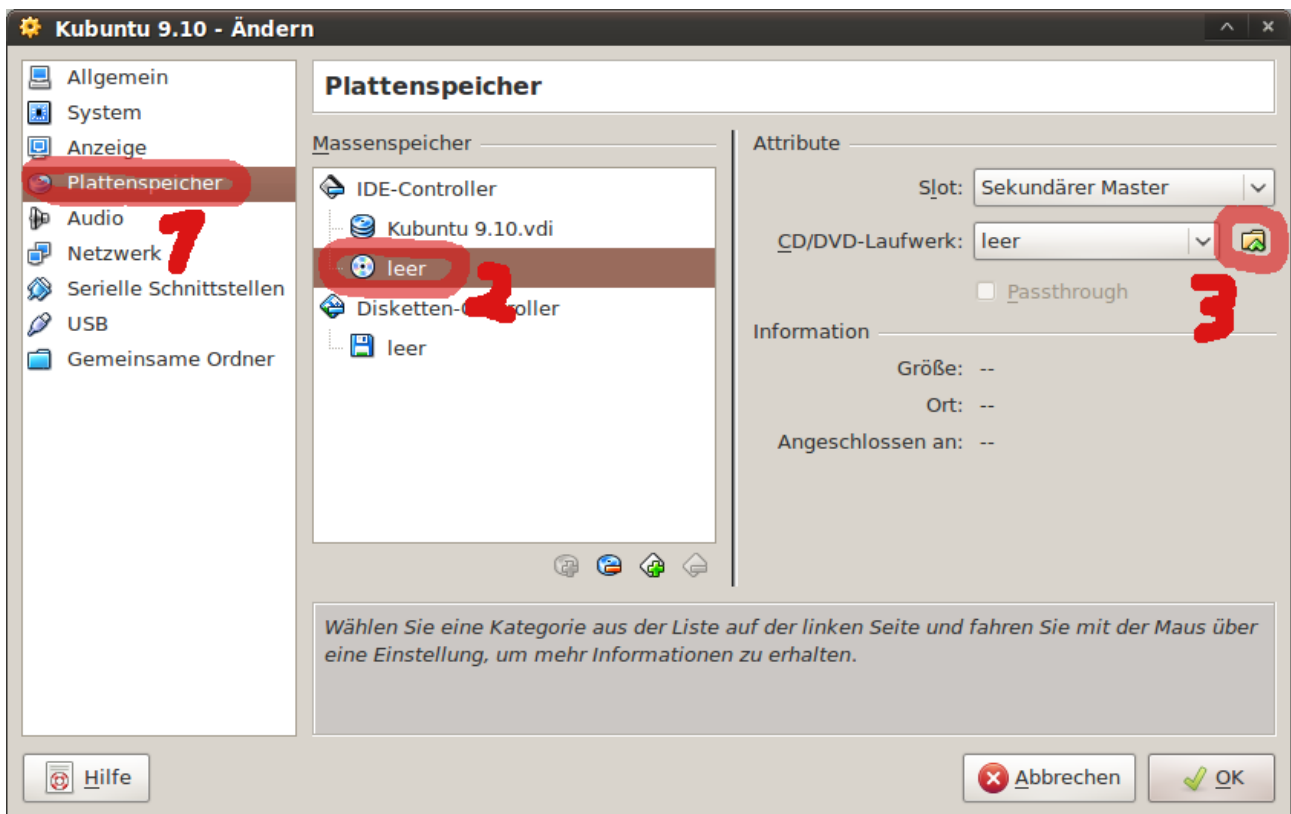 Kubuntu 9.10 - Ändern
Allgemein
System
Anzeige
Plattenspeicher
Audio
Netzwerk
Serielle Schnittstellen
USB
Gemeinsame Ordner
1
Plattenspeicher
Massenspeicher
IDE-Controller
Kubuntu 9.10.vdi
leer
2
Disketten-Controller
leer
Attribute
Slot: Sekundärer Master
CD/DVD-Laufwerk: leer
3
Passthrough
Information
Größe: --
Ort: --
Angeschlossen an: --
Wählen Sie eine Kategorie aus der Liste auf der linken Seite und fahren Sie mit der Maus über
eine Einstellung, um mehr Informationen zu erhalten.
Hilfe
Abbrechen
OK